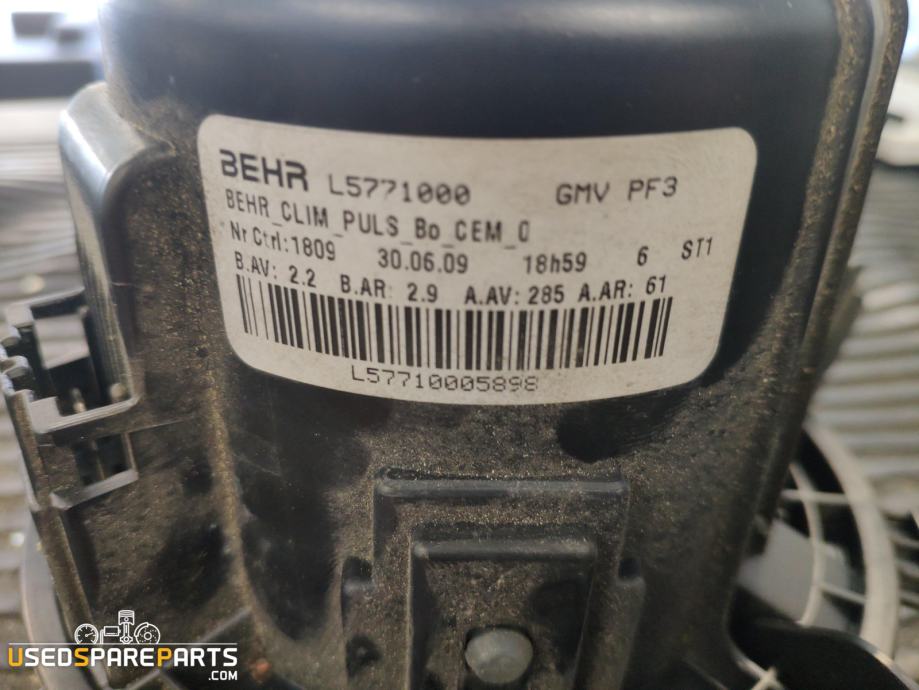 BEHR L5771000 GMV PF3
BEHR_CLIM_PULS_Bo_CEM_0
Nr Ctrl:1809 30.06.09 18h59 6 ST1
B.AV: 2.2 B.AR: 2.9 A.AV: 285 A.AR: 61
L57710005898
USEDSPAREPARTS
.COM